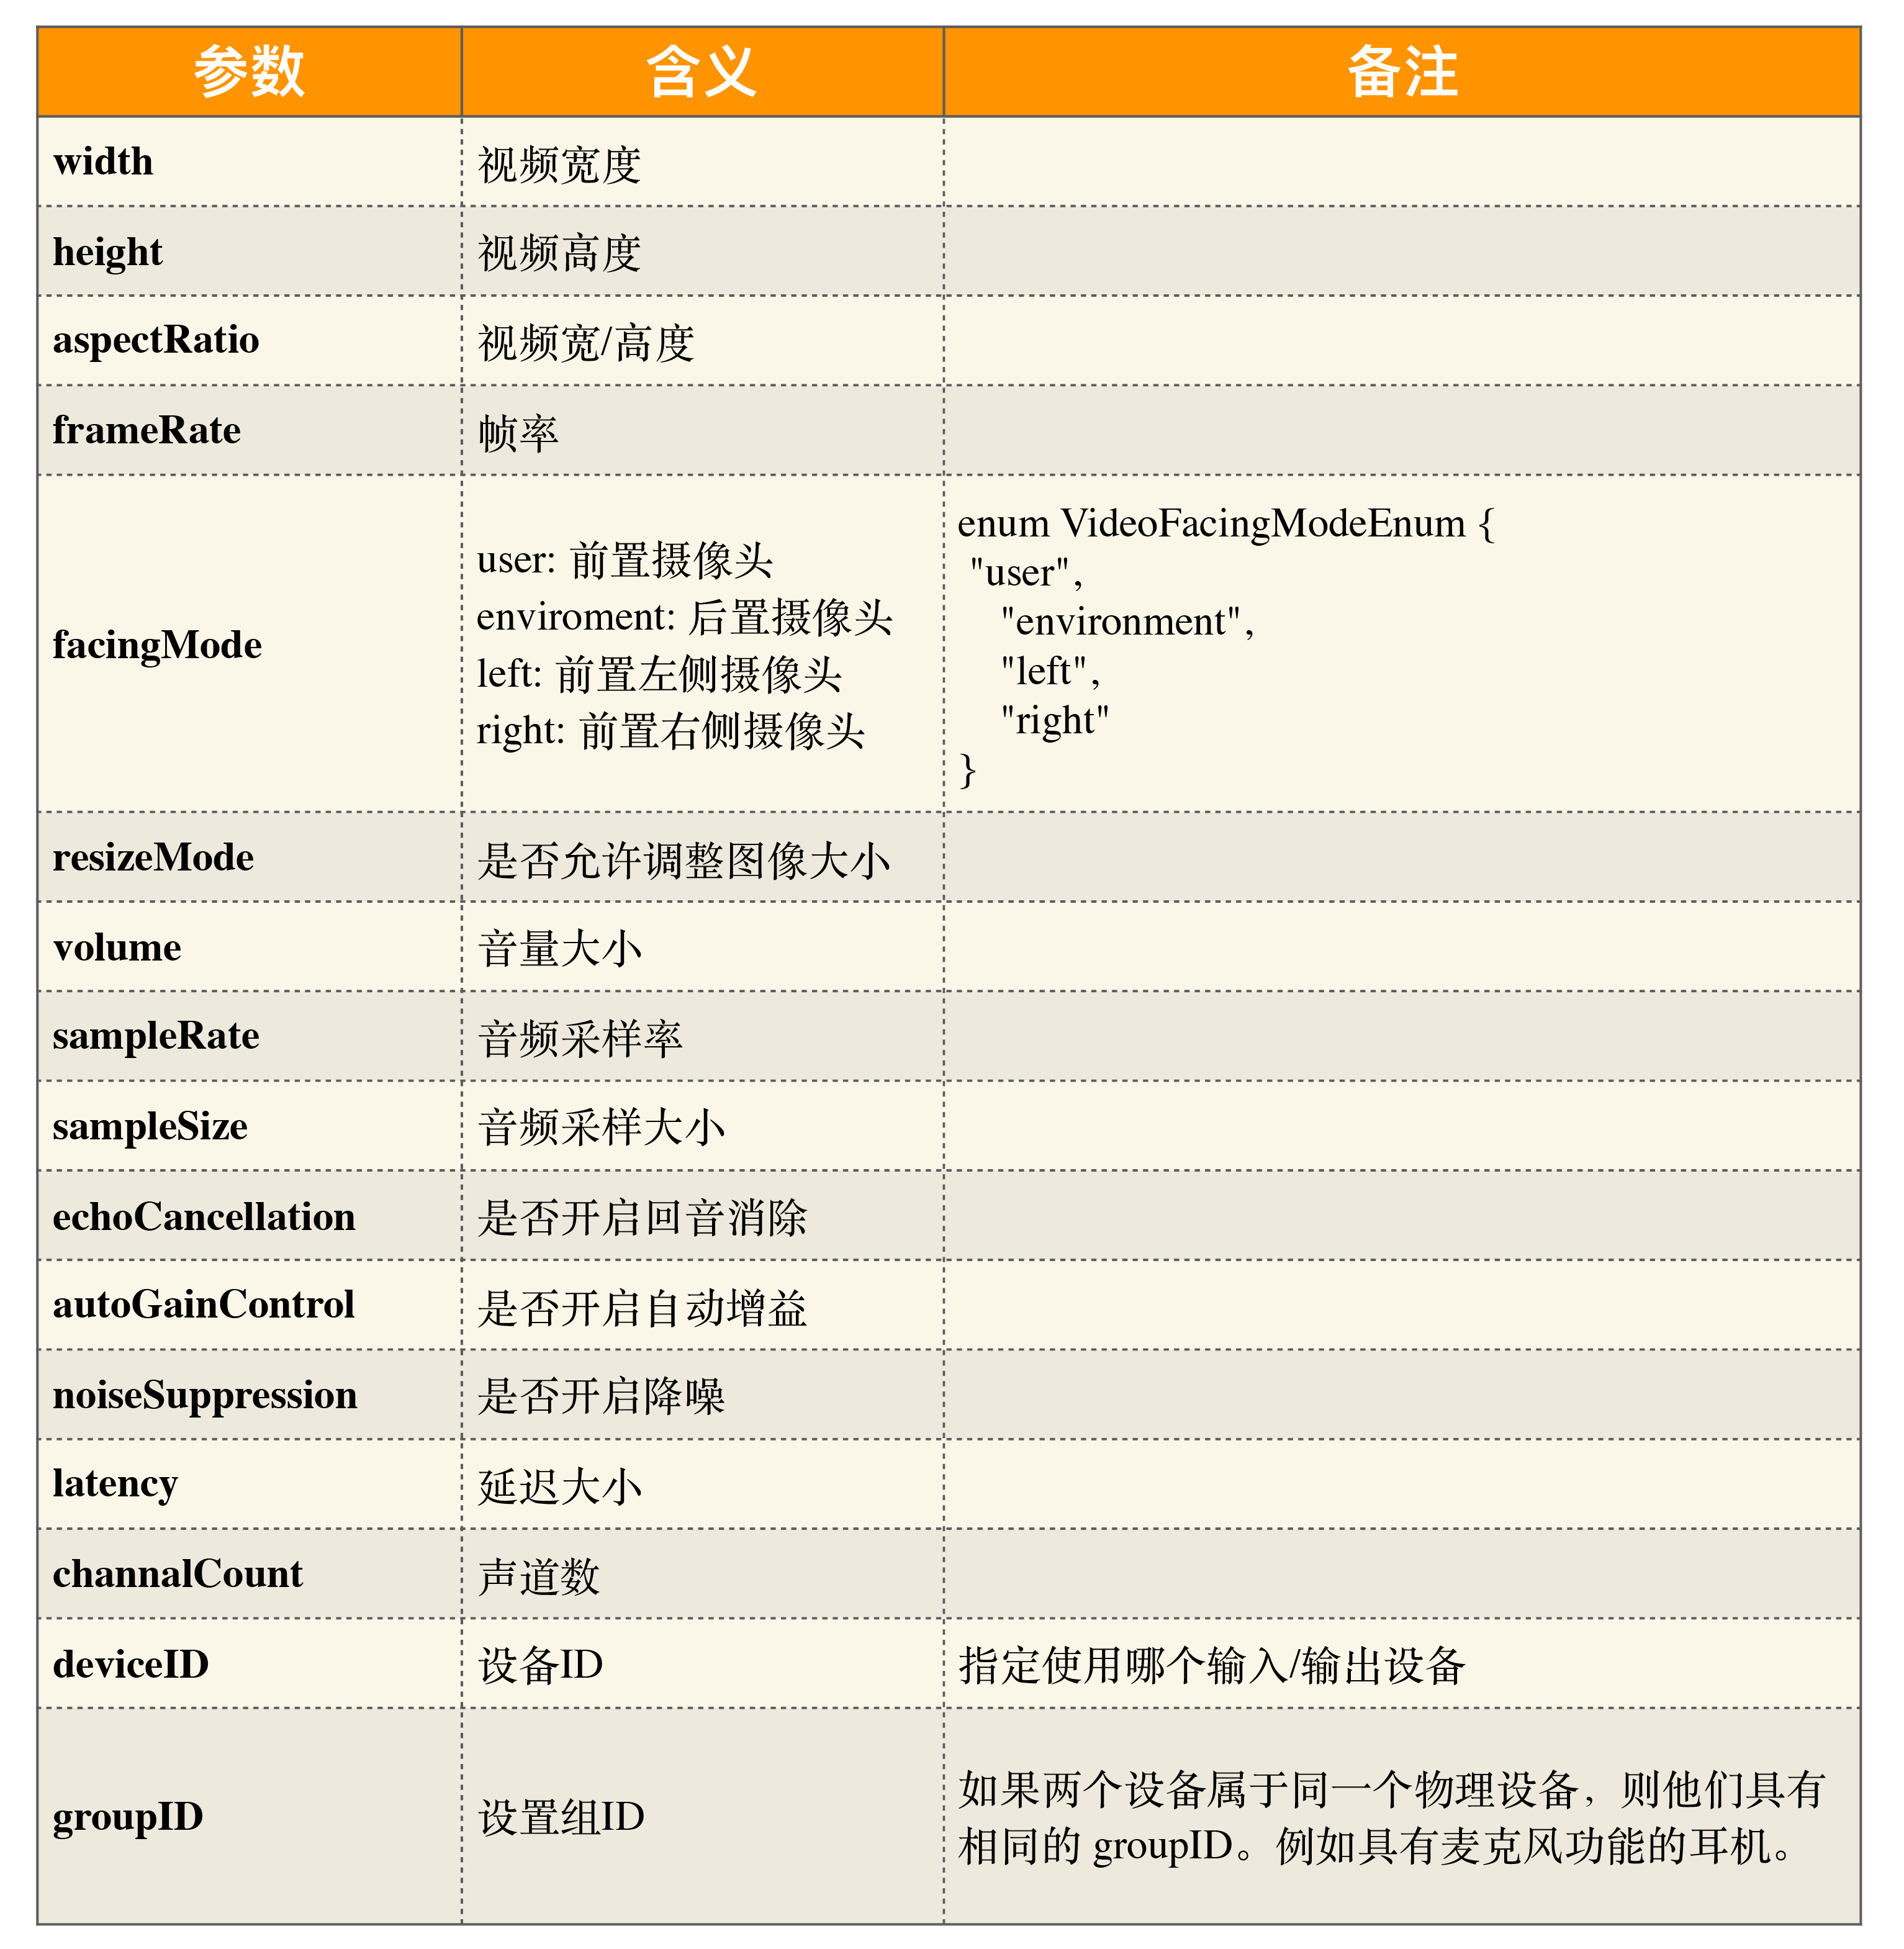 参数 含义 备注
width 视频宽度
height 视频高度
aspectRatio 视频宽/高度
frameRate 帧率
facingMode
user: 前置摄像头
enviroment: 后置摄像头
left: 前置左侧摄像头
right: 前置右侧摄像头
enum VideoFacingModeEnum {
"user",
"environment",
"left",
"right"
}
resizeMode 是否允许调整图像大小
volume 音量大小
sampleRate 音频采样率
sampleSize 音频采样大小
echoCancellation 是否开启回音消除
autoGainControl 是否开启自动增益
noiseSuppression 是否开启降噪
latency 延迟大小
channalCount 声道数
deviceID 设备ID 指定使用哪个输入/输出设备
groupID 设置组ID
如果两个设备属于同一个物理设备，则他们具有
相同的 groupID。例如具有麦克风功能的耳机。